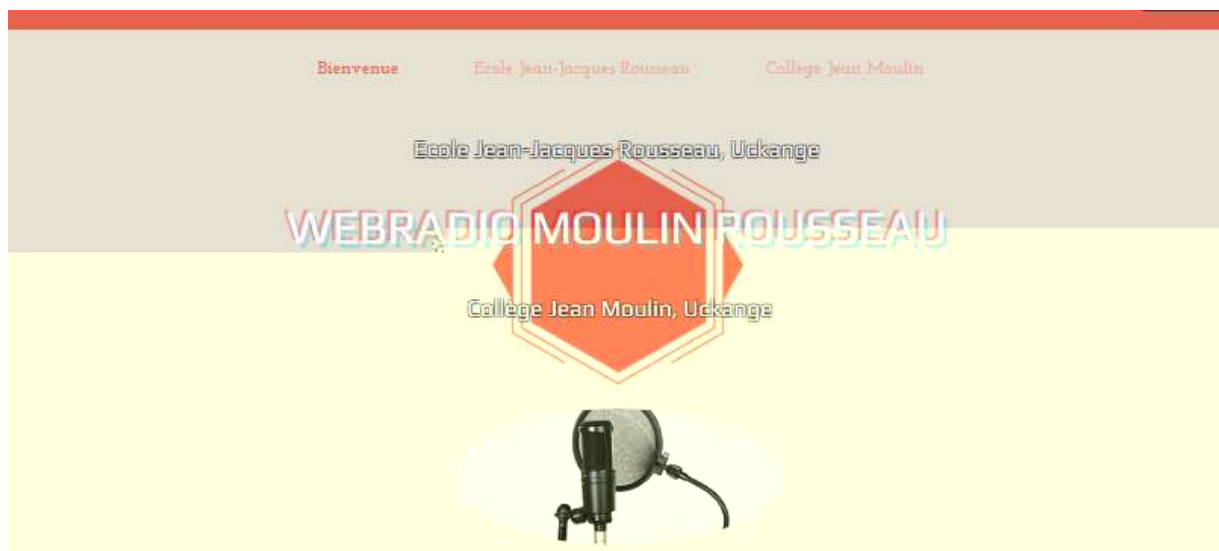 Bienvenue Ecole Jean-Jacques Rousseau Collège Jean Moulin
Ecole Jean-Jacques Rousseau, Uckange
WEBRADIO MOULIN ROUSSEAU
Collège Jean Moulin, Uckange